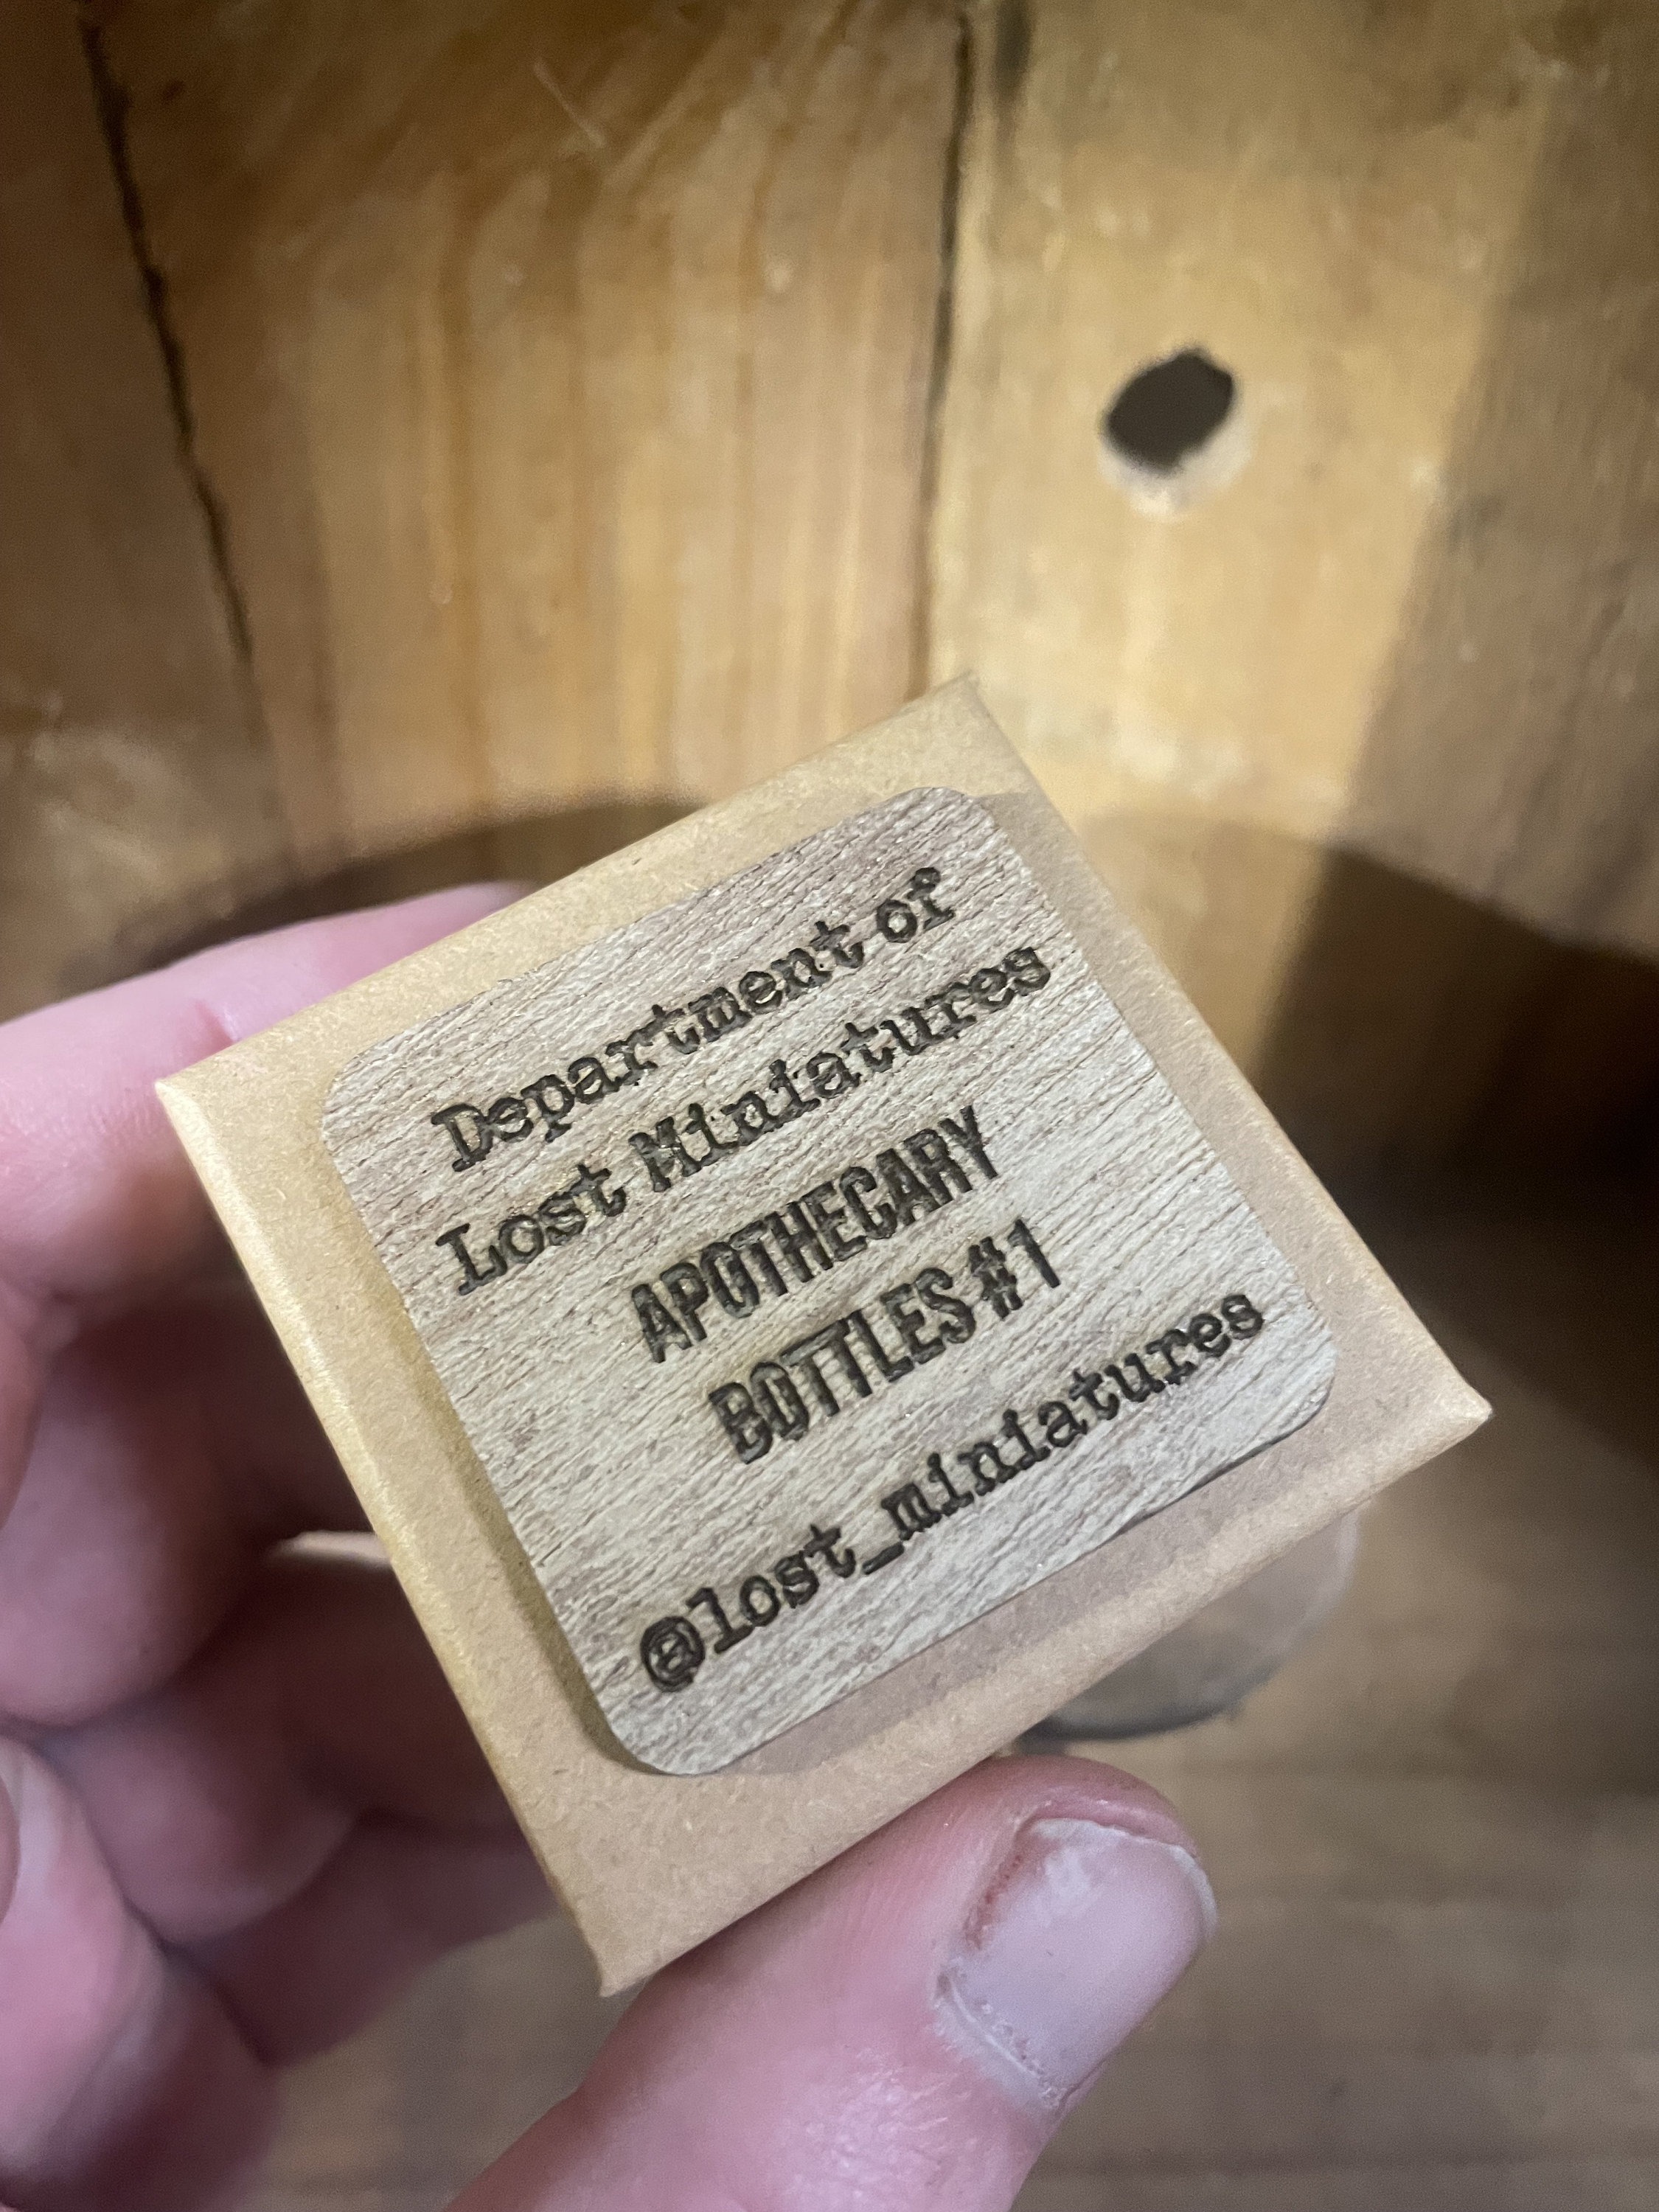 Department of
Lost Miniatures
APOTHECARY
BOTTLES #1
@lost_miniatures